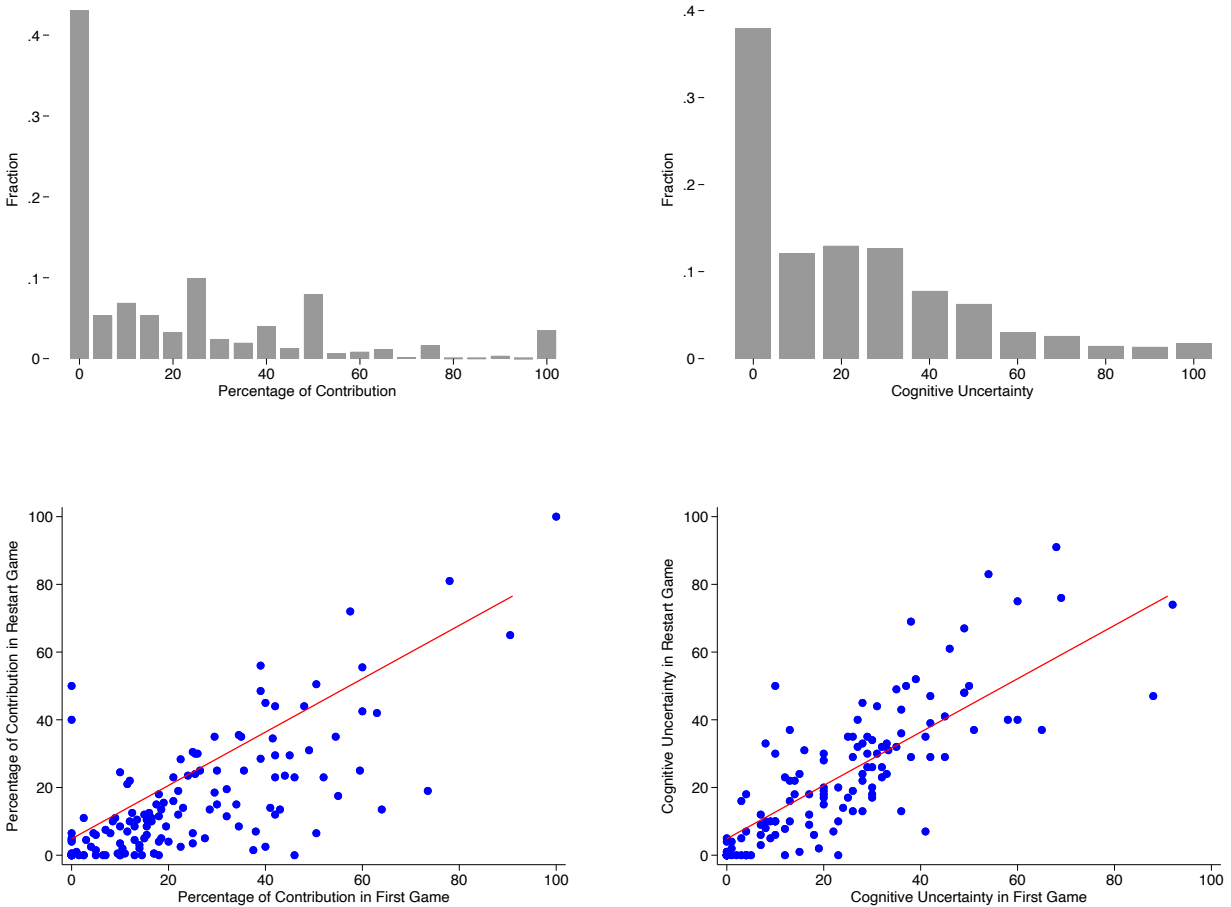 .4
.3
.2
.1
0
Fraction
0 20 40 60 80 100
Percentage of Contribution
.4
.3
.2
.1
0
Fraction
0 20 40 60 80 100
Cognitive Uncertainty
100
80
60
40
20
0
Percentage of Contribution in Restart Game
0 20 40 60 80 100
Percentage of Contribution in First Game
100
80
60
40
20
0
Cognitive Uncertainty in Restart Game
0 20 40 60 80 100
Cognitive Uncertainty in First Game